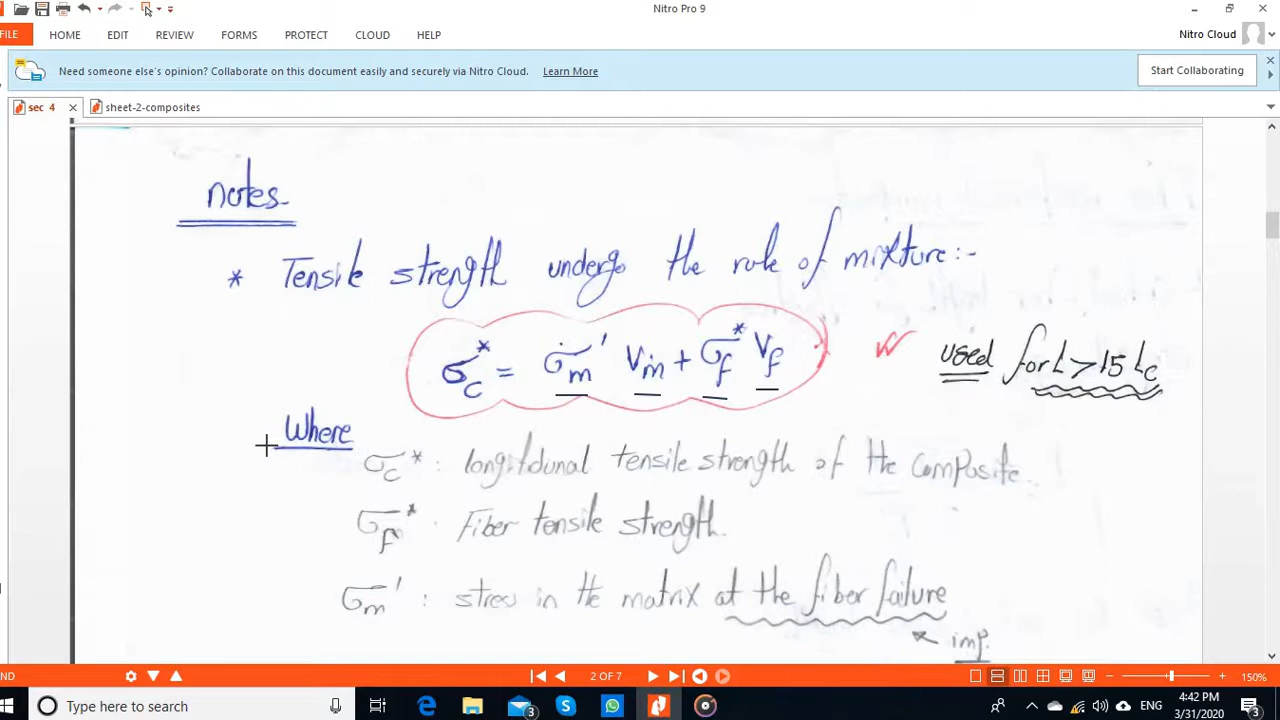 Nitro Pro 9
FILE HOME EDIT REVIEW FORMS PROTECT CLOUD HELP Nitro Cloud
Need someone else's opinion? Collaborate on this document easily and securely via Nitro Cloud. Learn More Start Collaborating
sec 4 sheet-2-composites
notes
* Tensile strength undergo the rule of mixture:-
σc* = σm' Vm + σf* Vf used for L > 15 Lc
Where
σc* : longitidunal tensile strength of the composite.
σf* : Fiber tensile strength.
σm' : stress in the matrix at the fiber failure
imp.
ND 2 OF 7 150%
Type here to search 3 ENG 4:42 PM
3/31/2020 3